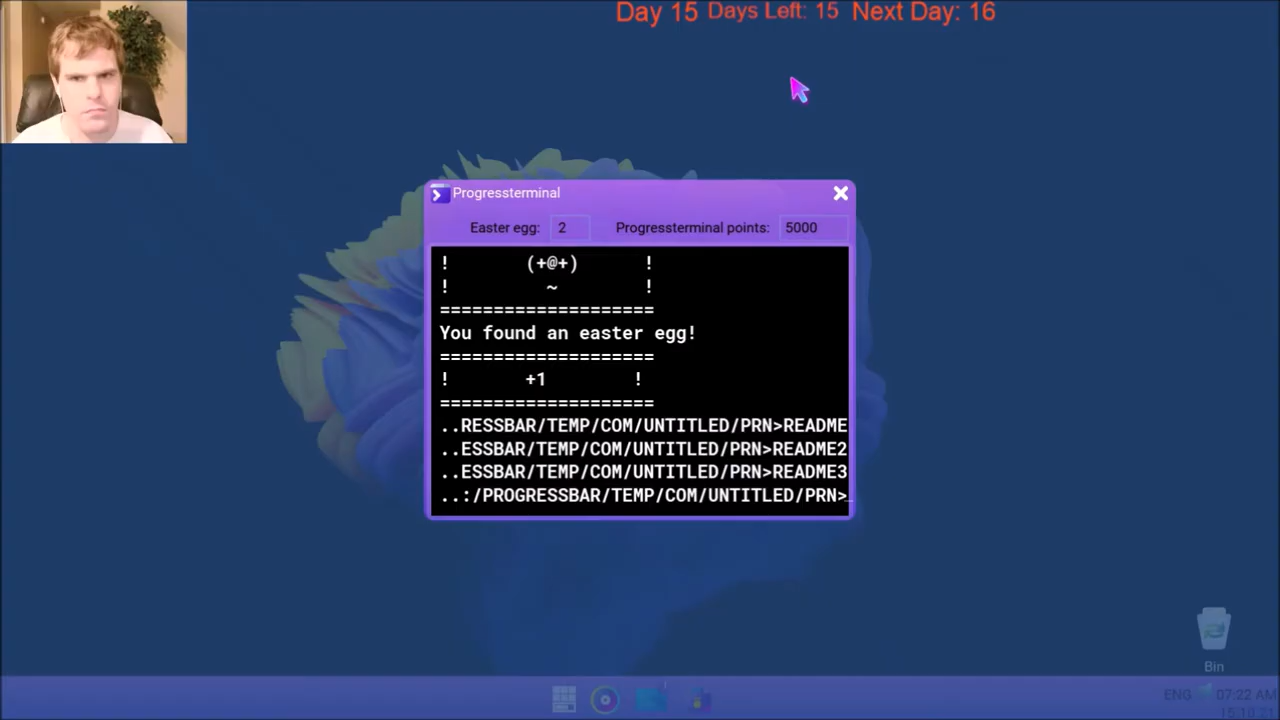 Day 15 Days Left: 15 Next Day: 16
Progressterminal
Easter egg: 2 Progressterminal points: 5000
! (+@+) !
! ~ !
====================
You found an easter egg!
====================
! +1 !
====================
..RESSBAR/TEMP/COM/UNTITLED/PRN>README
..ESSBAR/TEMP/COM/UNTITLED/PRN>README2
..ESSBAR/TEMP/COM/UNTITLED/PRN>README3
..:/PROGRESSBAR/TEMP/COM/UNTITLED/PRN>_
Bin
ENG 07:22 AM